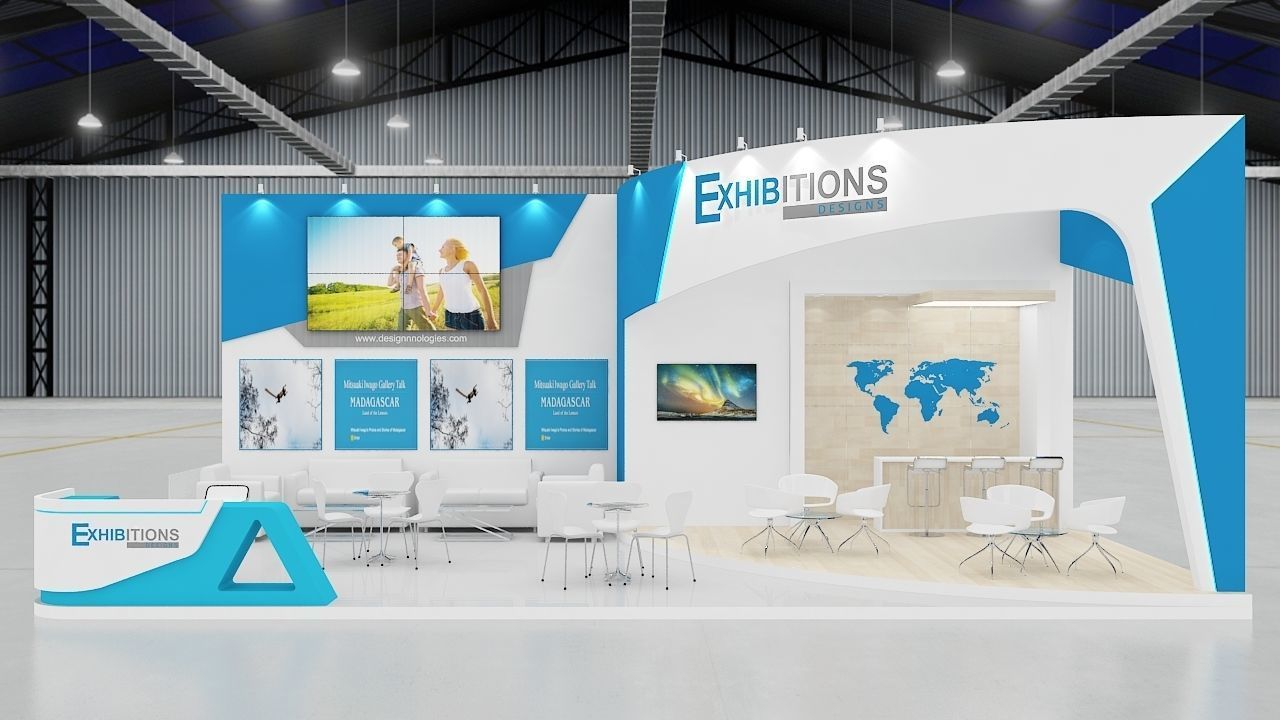 EXHIBITIONS
DESIGNS
www.designnnologies.com
Mitsuaki Iwago Gallery Talk
MADAGASCAR
Land of the Lemurs
Mitsuaki Iwago Gallery Talk
MADAGASCAR
Land of the Lemurs
EXHIBITIONS
DESIGNS